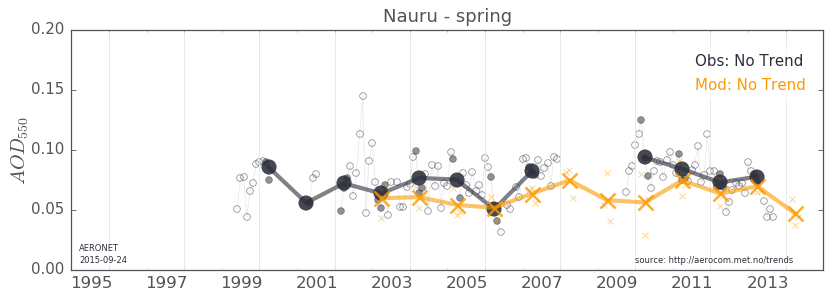 Nauru - spring
0.20
0.15
0.10
0.05
0.00
AOD550
Obs: No Trend
Mod: No Trend
AERONET
2015-09-24
source: http://aerocom.met.no/trends
1995 1997 1999 2001 2003 2005 2007 2009 2011 2013